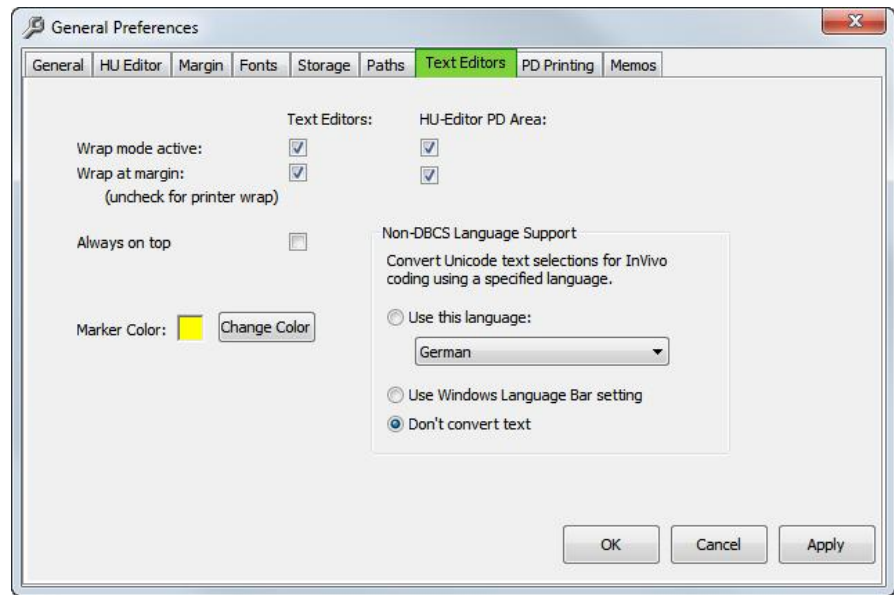 General Preferences
General HU Editor Margin Fonts Storage Paths Text Editors PD Printing Memos
Text Editors: HU-Editor PD Area:
Wrap mode active:
Wrap at margin:
(uncheck for printer wrap)
Always on top
Non-DBCS Language Support
Convert Unicode text selections for InVivo
coding using a specified language.
Use this language:
German
Marker Color: Change Color
Use Windows Language Bar setting
Don't convert text
OK Cancel Apply